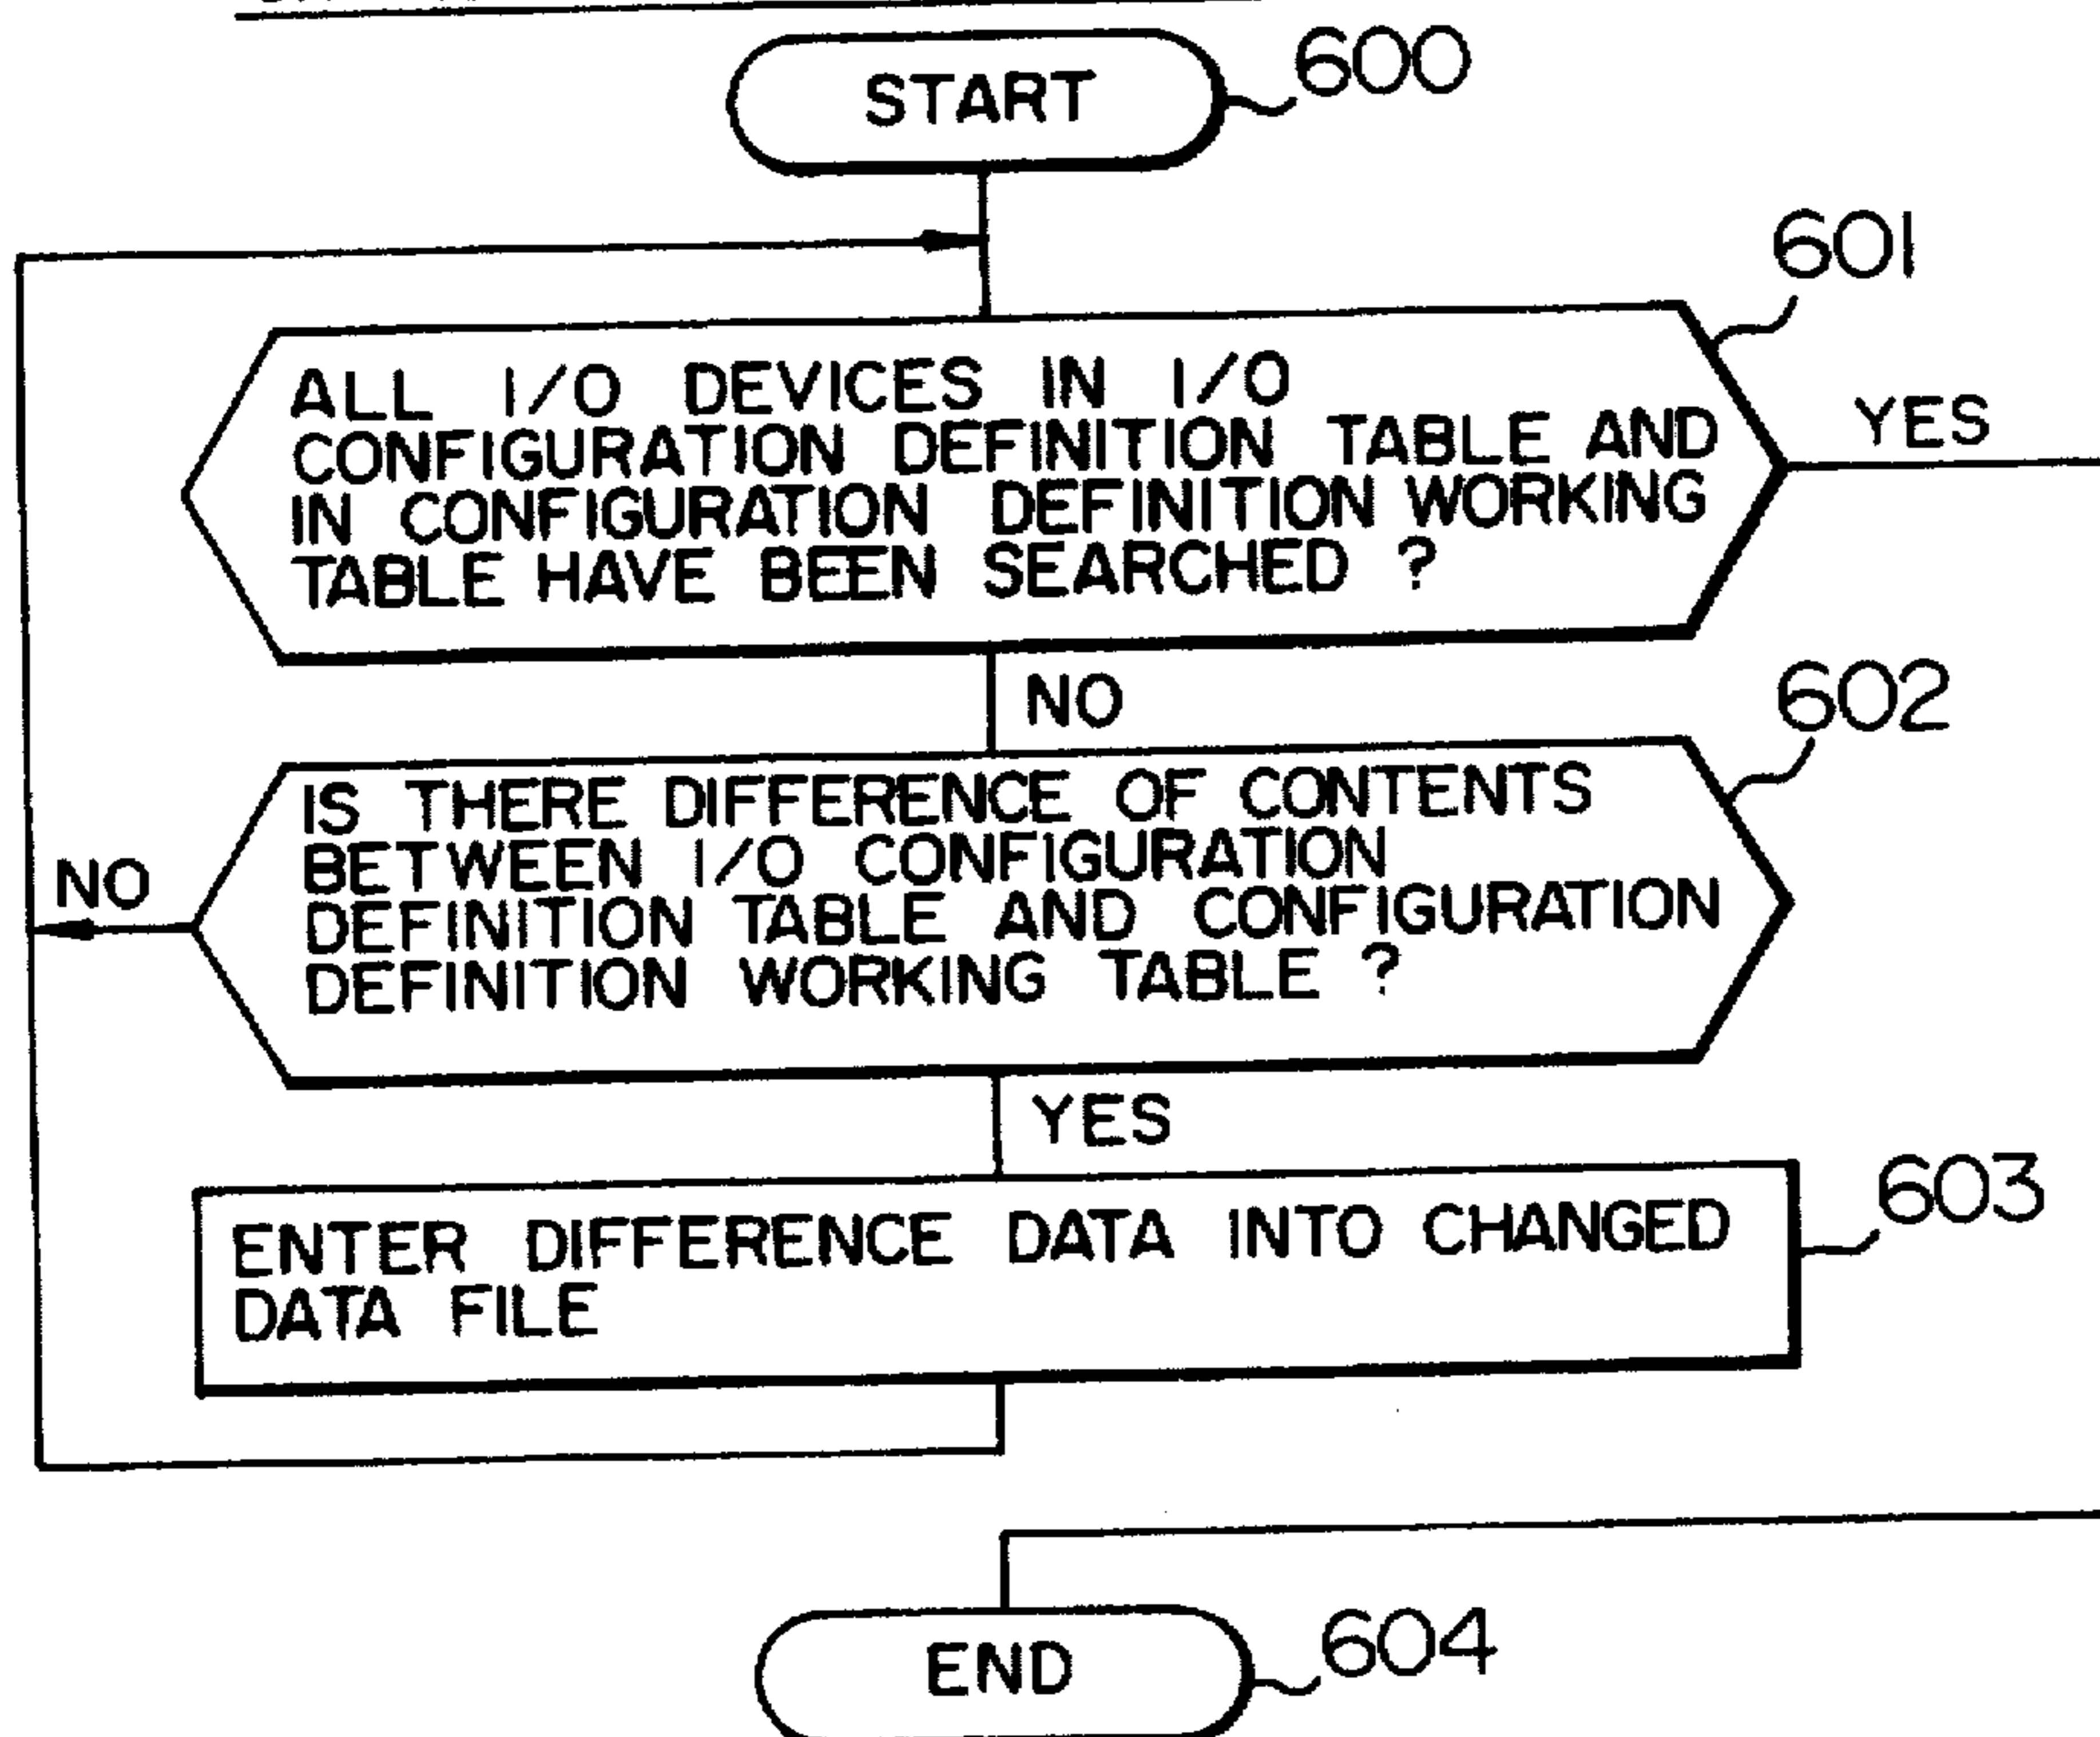 START
600
601
ALL I/O DEVICES IN I/O
CONFIGURATION DEFINITION TABLE AND
IN CONFIGURATION DEFINITION WORKING
TABLE HAVE BEEN SEARCHED ?
YES
NO
602
IS THERE DIFFERENCE OF CONTENTS
BETWEEN I/O CONFIGURATION
DEFINITION TABLE AND CONFIGURATION
DEFINITION WORKING TABLE ?
NO
YES
603
ENTER DIFFERENCE DATA INTO CHANGED
DATA FILE
END
604